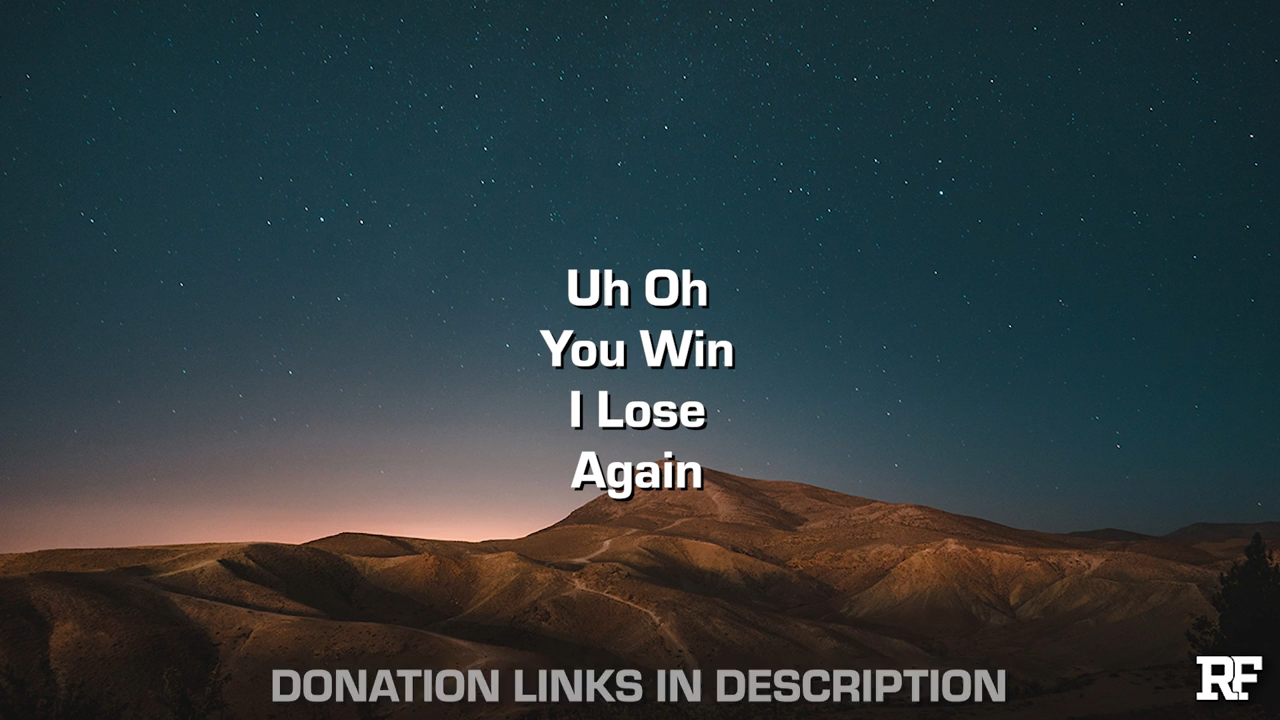 Uh Oh
You Win
I Lose
Again
DONATION LINKS IN DESCRIPTION
RF